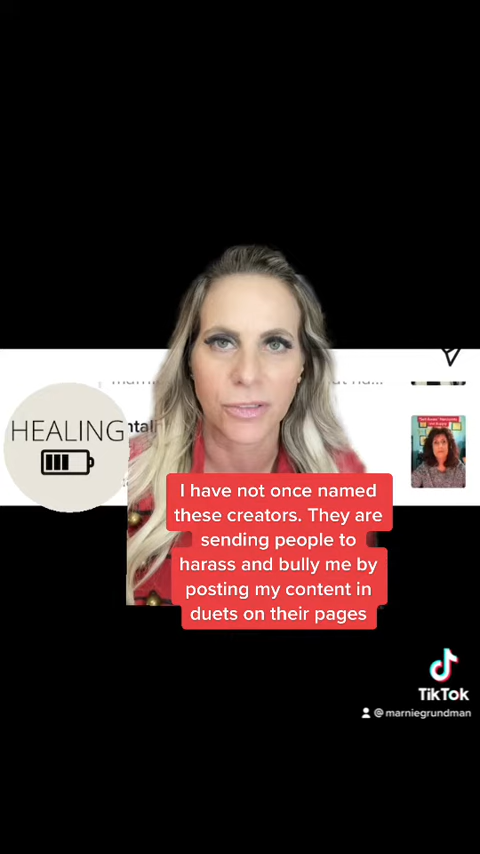 ntali
HEALING
I have not once named
these creators. They are
sending people to
harass and bully me by
posting my content in
duets on their pages
TikTok
@marniegrundman